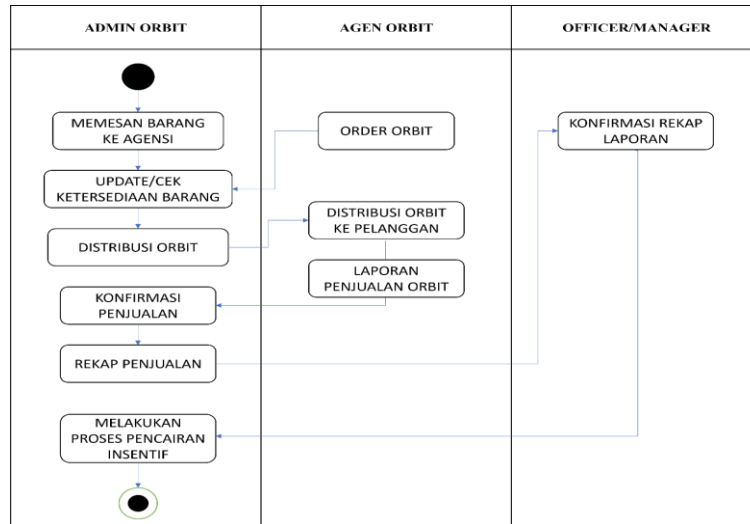 ADMIN ORBIT
AGEN ORBIT
OFFICER/MANAGER
MEMESAN BARANG
KE AGENSI
ORDER ORBIT
KONFIRMASI REKAP
LAPORAN
UPDATE/CEK
KETERSEDIAAN BARANG
DISTRIBUSI ORBIT
DISTRIBUSI ORBIT
KE PELANGGAN
LAPORAN
PENJUALAN ORBIT
KONFIRMASI
PENJUALAN
REKAP PENJUALAN
MELAKUKAN
PROSES PENCAIRAN
INSENTIF